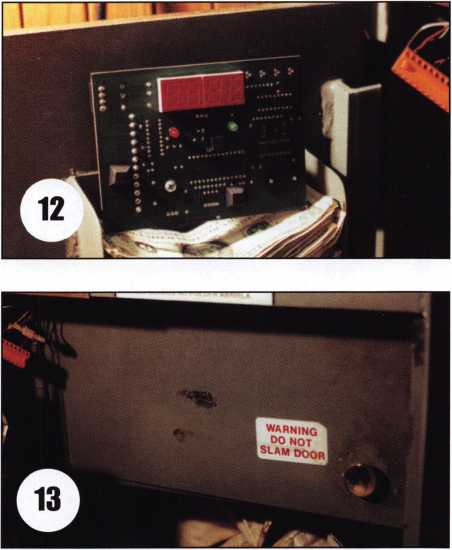 12
WARNING
DO NOT
SLAM DOOR
13